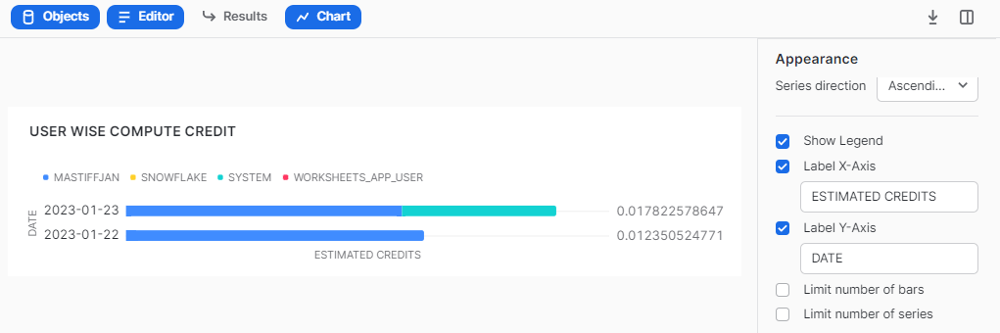 Objects Editor Results Chart
Appearance
Series direction Ascendi...
USER WISE COMPUTE CREDIT
MASTIFFJAN SNOWFLAKE SYSTEM WORKSHEETS_APP_USER
DATE
2023-01-23 0.017822578647
2023-01-22 0.012350524771
ESTIMATED CREDITS
Show Legend
Label X-Axis
ESTIMATED CREDITS
Label Y-Axis
DATE
Limit number of bars
Limit number of series